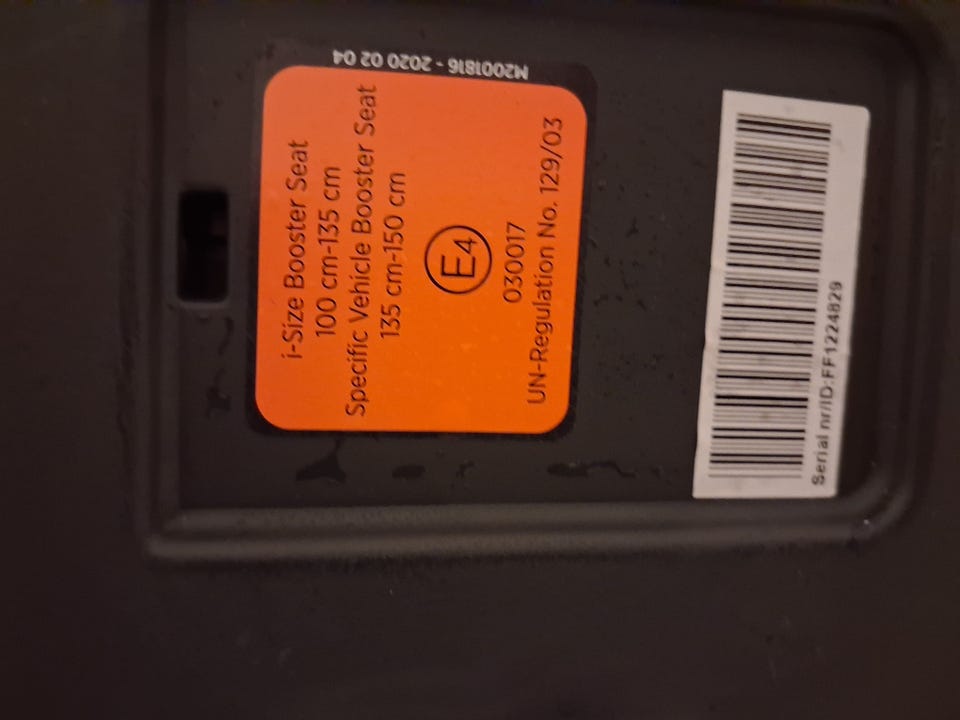 M2001816 - 2020 02 04
i-Size Booster Seat
100 cm-135 cm
Specific Vehicle Booster Seat
135 cm-150 cm
E4
030017
UN-Regulation No. 129/03
Serial nr/ID:FF1224829